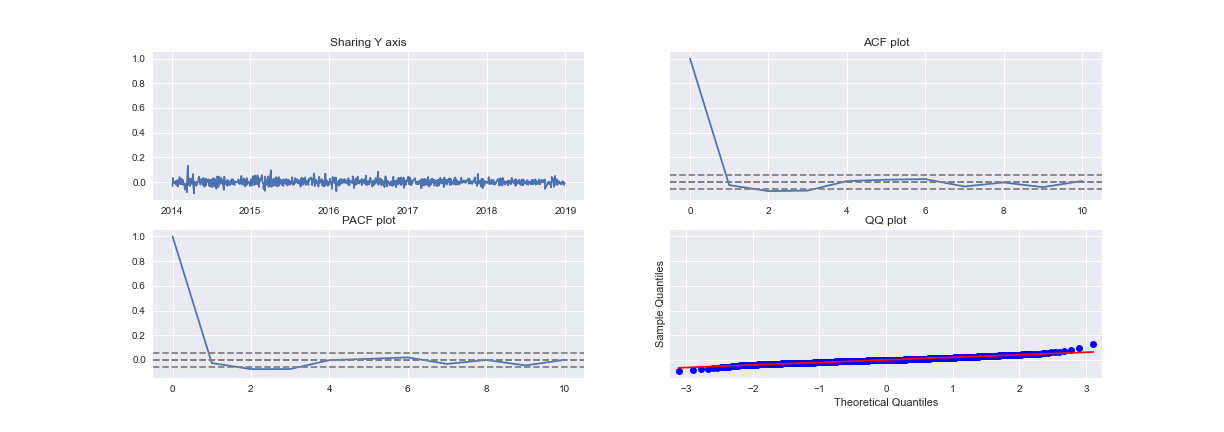 Sharing Y axis
1.0
0.8
0.6
0.4
0.2
0.0
2014 2015 2016 2017 2018 2019
ACF plot
0 2 4 6 8 10
PACF plot
1.0
0.8
0.6
0.4
0.2
0.0
0 2 4 6 8 10
QQ plot
Sample Quantiles
−3 −2 −1 0 1 2 3
Theoretical Quantiles